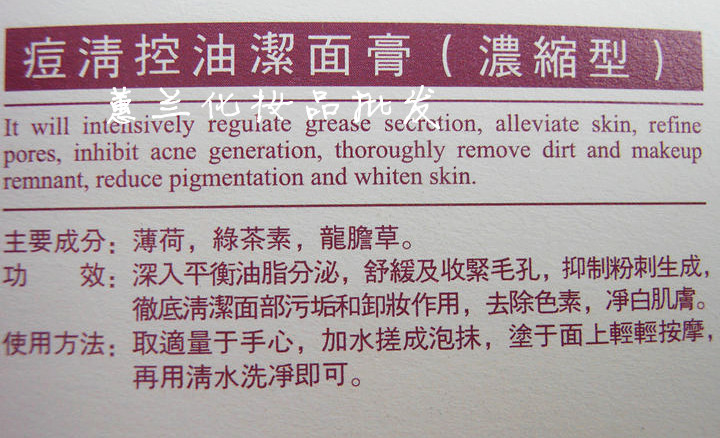 痘淸控油潔面膏（濃縮型）
蕙兰化妆品批发
It will intensively regulate grease secretion, alleviate skin, refine
pores, inhibit acne generation, thoroughly remove dirt and makeup
remnant, reduce pigmentation and whiten skin.
主要成分：薄荷，綠茶素，龍膽草。
功　　效：深入平衡油脂分泌，舒緩及收緊毛孔，抑制粉刺生成，
徹底淸潔面部污垢和卸妝作用，去除色素，凈白肌膚。
使用方法：取適量于手心，加水搓成泡抹，塗于面上輕輕按摩，
再用淸水洗凈即可。